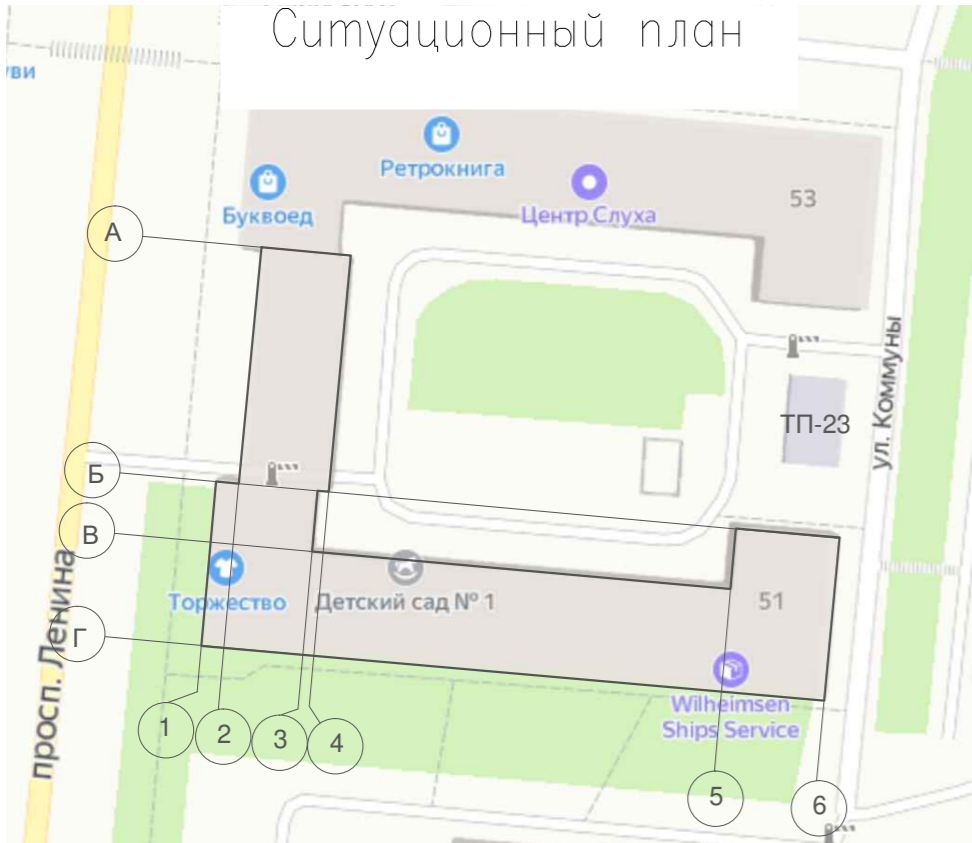 Ситуационный план
уви
Ретрокнига
53
Буквоед
Центр Слуха
А
ул. Коммуны
ТП-23
Б
В
Торжество
Детский сад № 1
51
просп. Ленина
Г
Wilheimsen
Ships Service
1
2
3
4
5
6